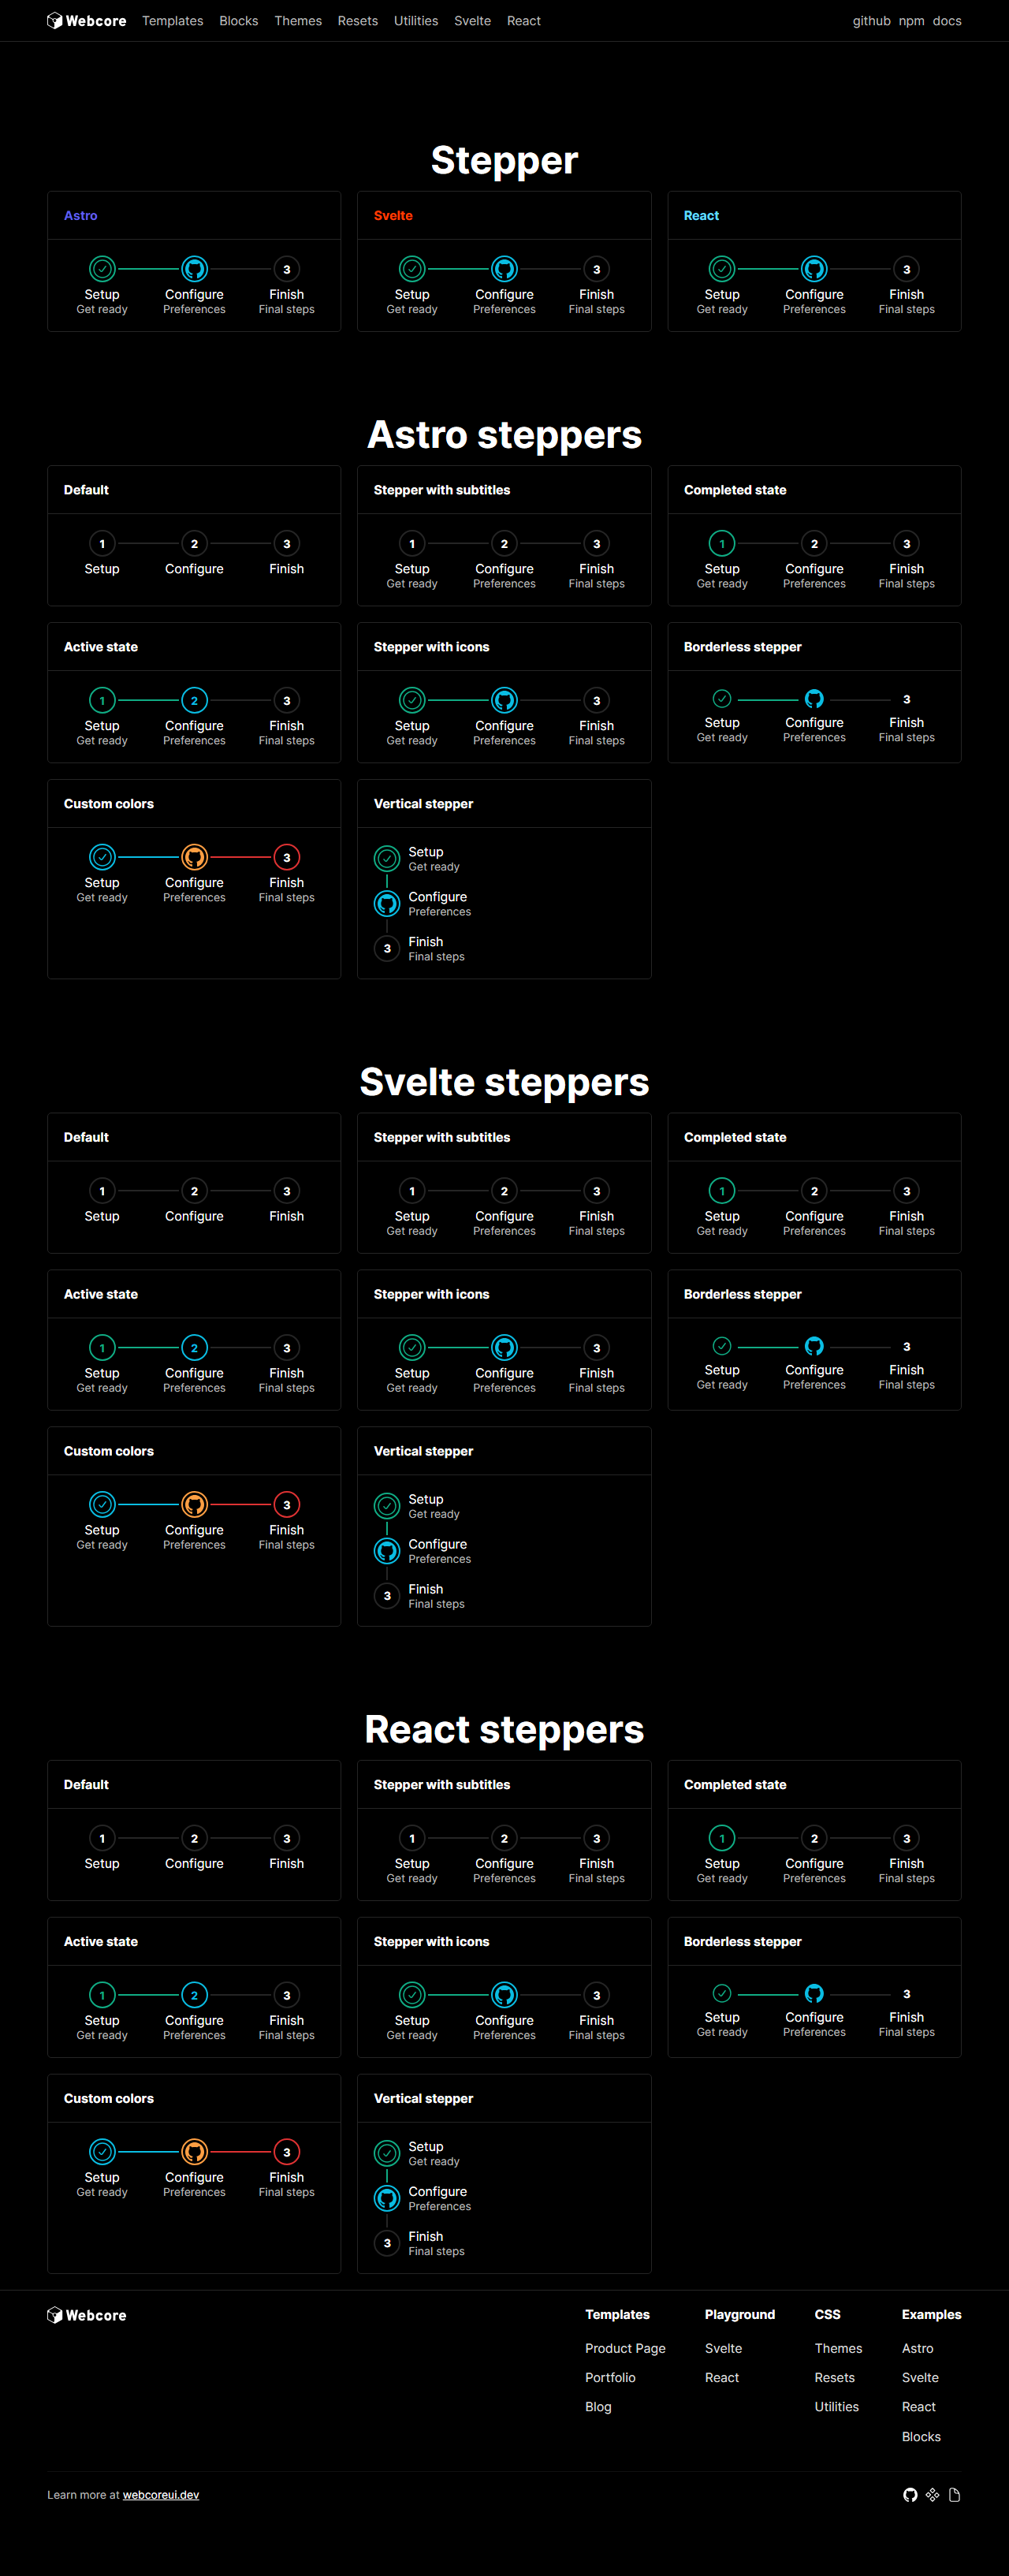 Webcore Templates Blocks Themes Resets Utilities Svelte React github npm docs
Stepper
Astro Svelte React
3 3 3
Setup Configure Finish Setup Configure Finish Setup Configure Finish
Get ready Preferences Final steps Get ready Preferences Final steps Get ready Preferences Final steps
Astro steppers
Default Stepper with subtitles Completed state
1 2 3 1 2 3 1 2 3
Setup Configure Finish Setup Configure Finish Setup Configure Finish
Get ready Preferences Final steps Get ready Preferences Final steps
Active state Stepper with icons Borderless stepper
1 2 3 3 3
Setup Configure Finish Setup Configure Finish Setup Configure Finish
Get ready Preferences Final steps Get ready Preferences Final steps Get ready Preferences Final steps
Custom colors Vertical stepper
3
Setup Configure Finish
Get ready Preferences Final steps
Setup
Get ready
Configure
Preferences
3 Finish
Final steps
Svelte steppers
Default Stepper with subtitles Completed state
1 2 3 1 2 3 1 2 3
Setup Configure Finish Setup Configure Finish Setup Configure Finish
Get ready Preferences Final steps Get ready Preferences Final steps
Active state Stepper with icons Borderless stepper
1 2 3 3 3
Setup Configure Finish Setup Configure Finish Setup Configure Finish
Get ready Preferences Final steps Get ready Preferences Final steps Get ready Preferences Final steps
Custom colors Vertical stepper
3
Setup Configure Finish
Get ready Preferences Final steps
Setup
Get ready
Configure
Preferences
3 Finish
Final steps
React steppers
Default Stepper with subtitles Completed state
1 2 3 1 2 3 1 2 3
Setup Configure Finish Setup Configure Finish Setup Configure Finish
Get ready Preferences Final steps Get ready Preferences Final steps
Active state Stepper with icons Borderless stepper
1 2 3 3 3
Setup Configure Finish Setup Configure Finish Setup Configure Finish
Get ready Preferences Final steps Get ready Preferences Final steps Get ready Preferences Final steps
Custom colors Vertical stepper
3
Setup Configure Finish
Get ready Preferences Final steps
Setup
Get ready
Configure
Preferences
3 Finish
Final steps
Webcore Templates Playground CSS Examples
Product Page Svelte Themes Astro
Portfolio React Resets Svelte
Blog Utilities React
Blocks
Learn more at webcoreui.dev